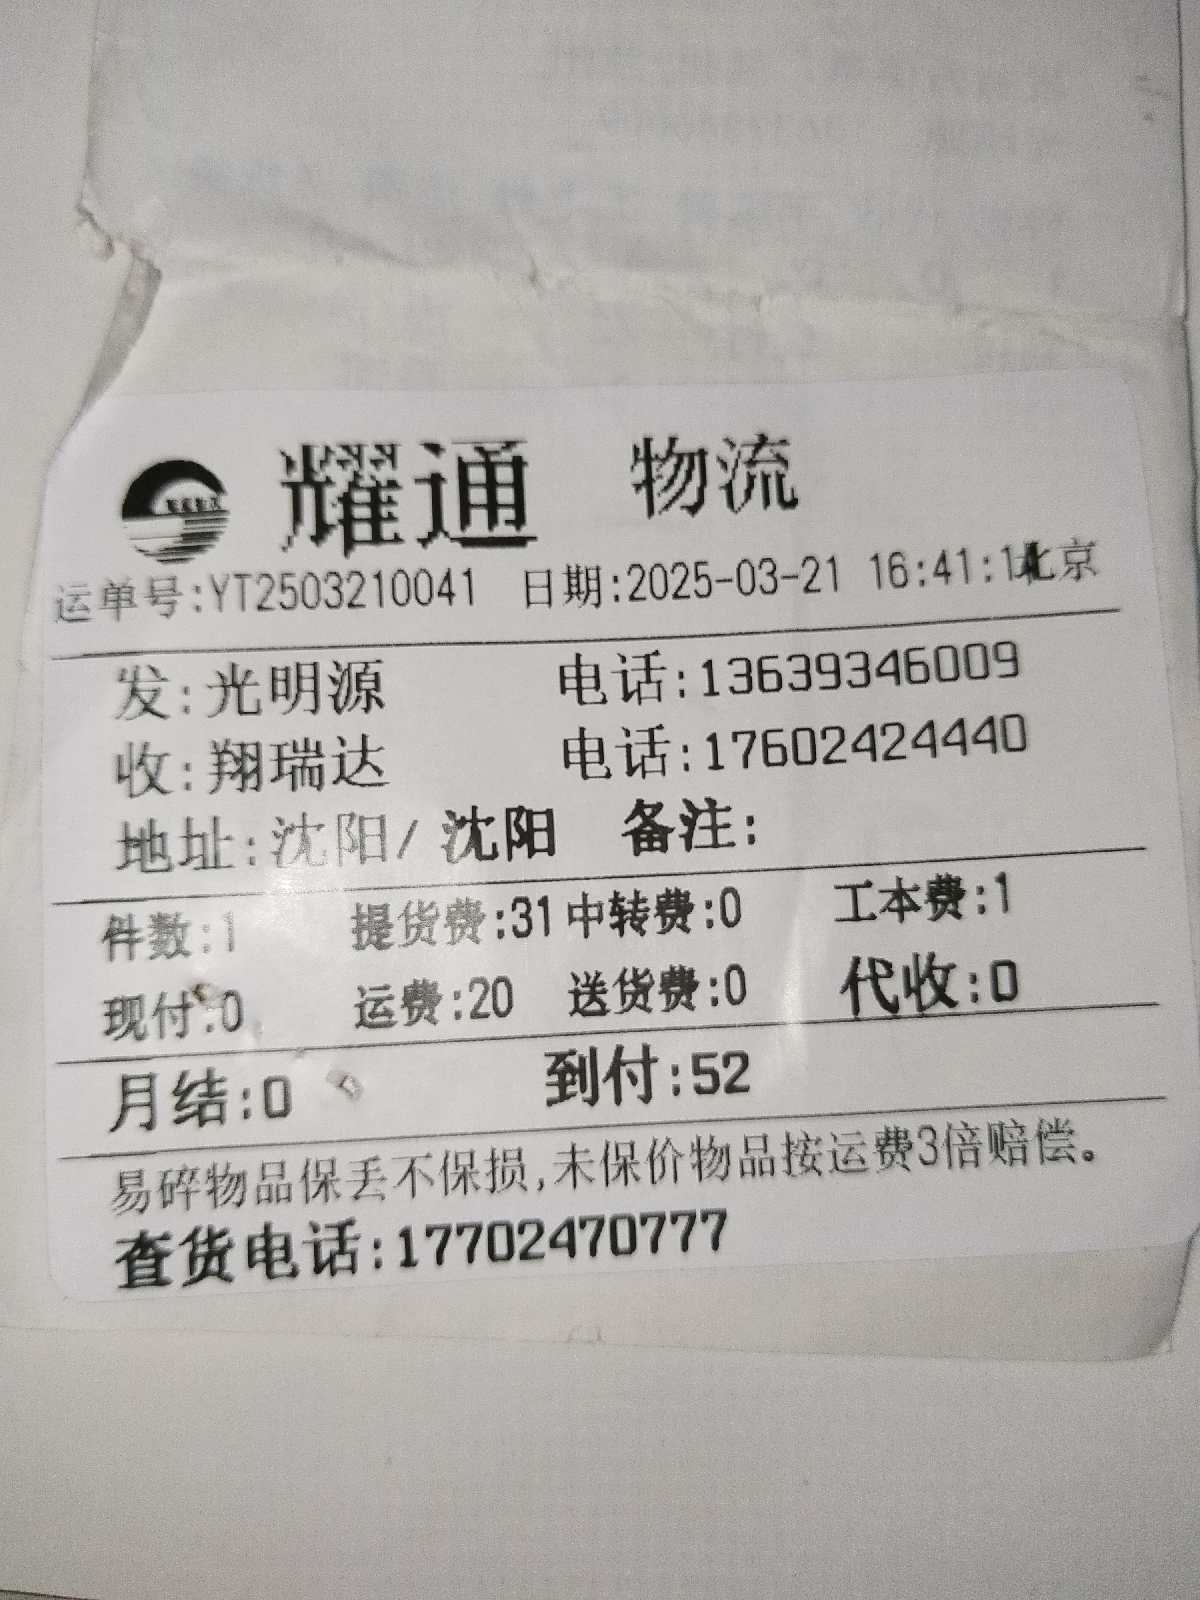 耀通 物流
运单号:YT2503210041 日期:2025-03-21 16:41:1 北京
发:光明源 电话:13639346009
收:翔瑞达 电话:17602424440
地址:沈阳/ 沈阳 备注:
件数:1 提货费:31 中转费:0 工本费:1
现付:0 运费:20 送货费:0 代收:0
月结:0 到付:52
易碎物品保丢不保损,未保价物品按运费3倍赔偿。
查货电话:17702470777